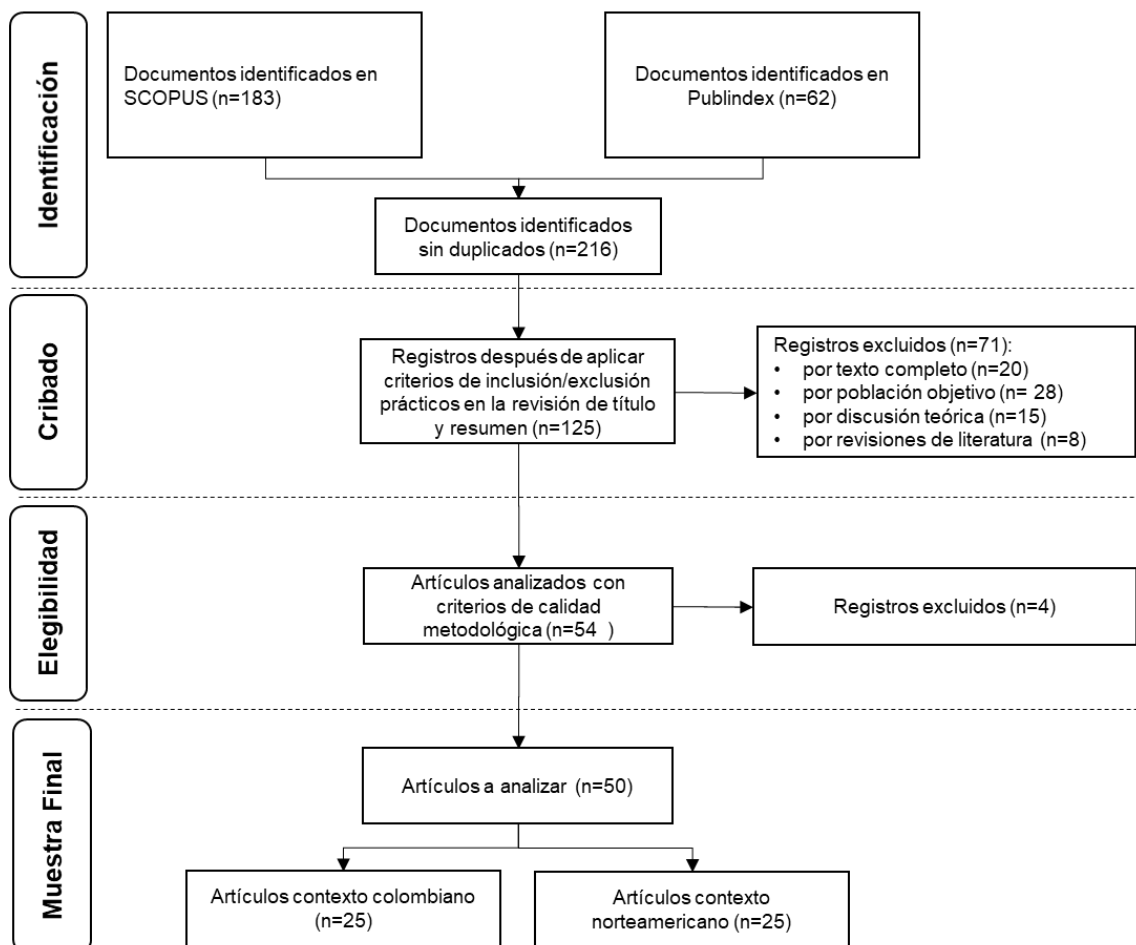 Identificación
Documentos identificados en
SCOPUS (n=183)
Documentos identificados en
Publindex (n=62)
Documentos identificados
sin duplicados (n=216)
Cribado
Registros después de aplicar
criterios de inclusión/exclusión
prácticos en la revisión de título
y resumen (n=125)
Registros excluidos (n=71):
• por texto completo (n=20)
• por población objetivo (n= 28)
• por discusión teórica (n=15)
• por revisiones de literatura (n=8)
Elegibilidad
Artículos analizados con
criterios de calidad
metodológica (n=54 )
Registros excluidos (n=4)
Muestra Final
Artículos a analizar (n=50)
Artículos contexto colombiano
(n=25)
Artículos contexto
norteamericano (n=25)